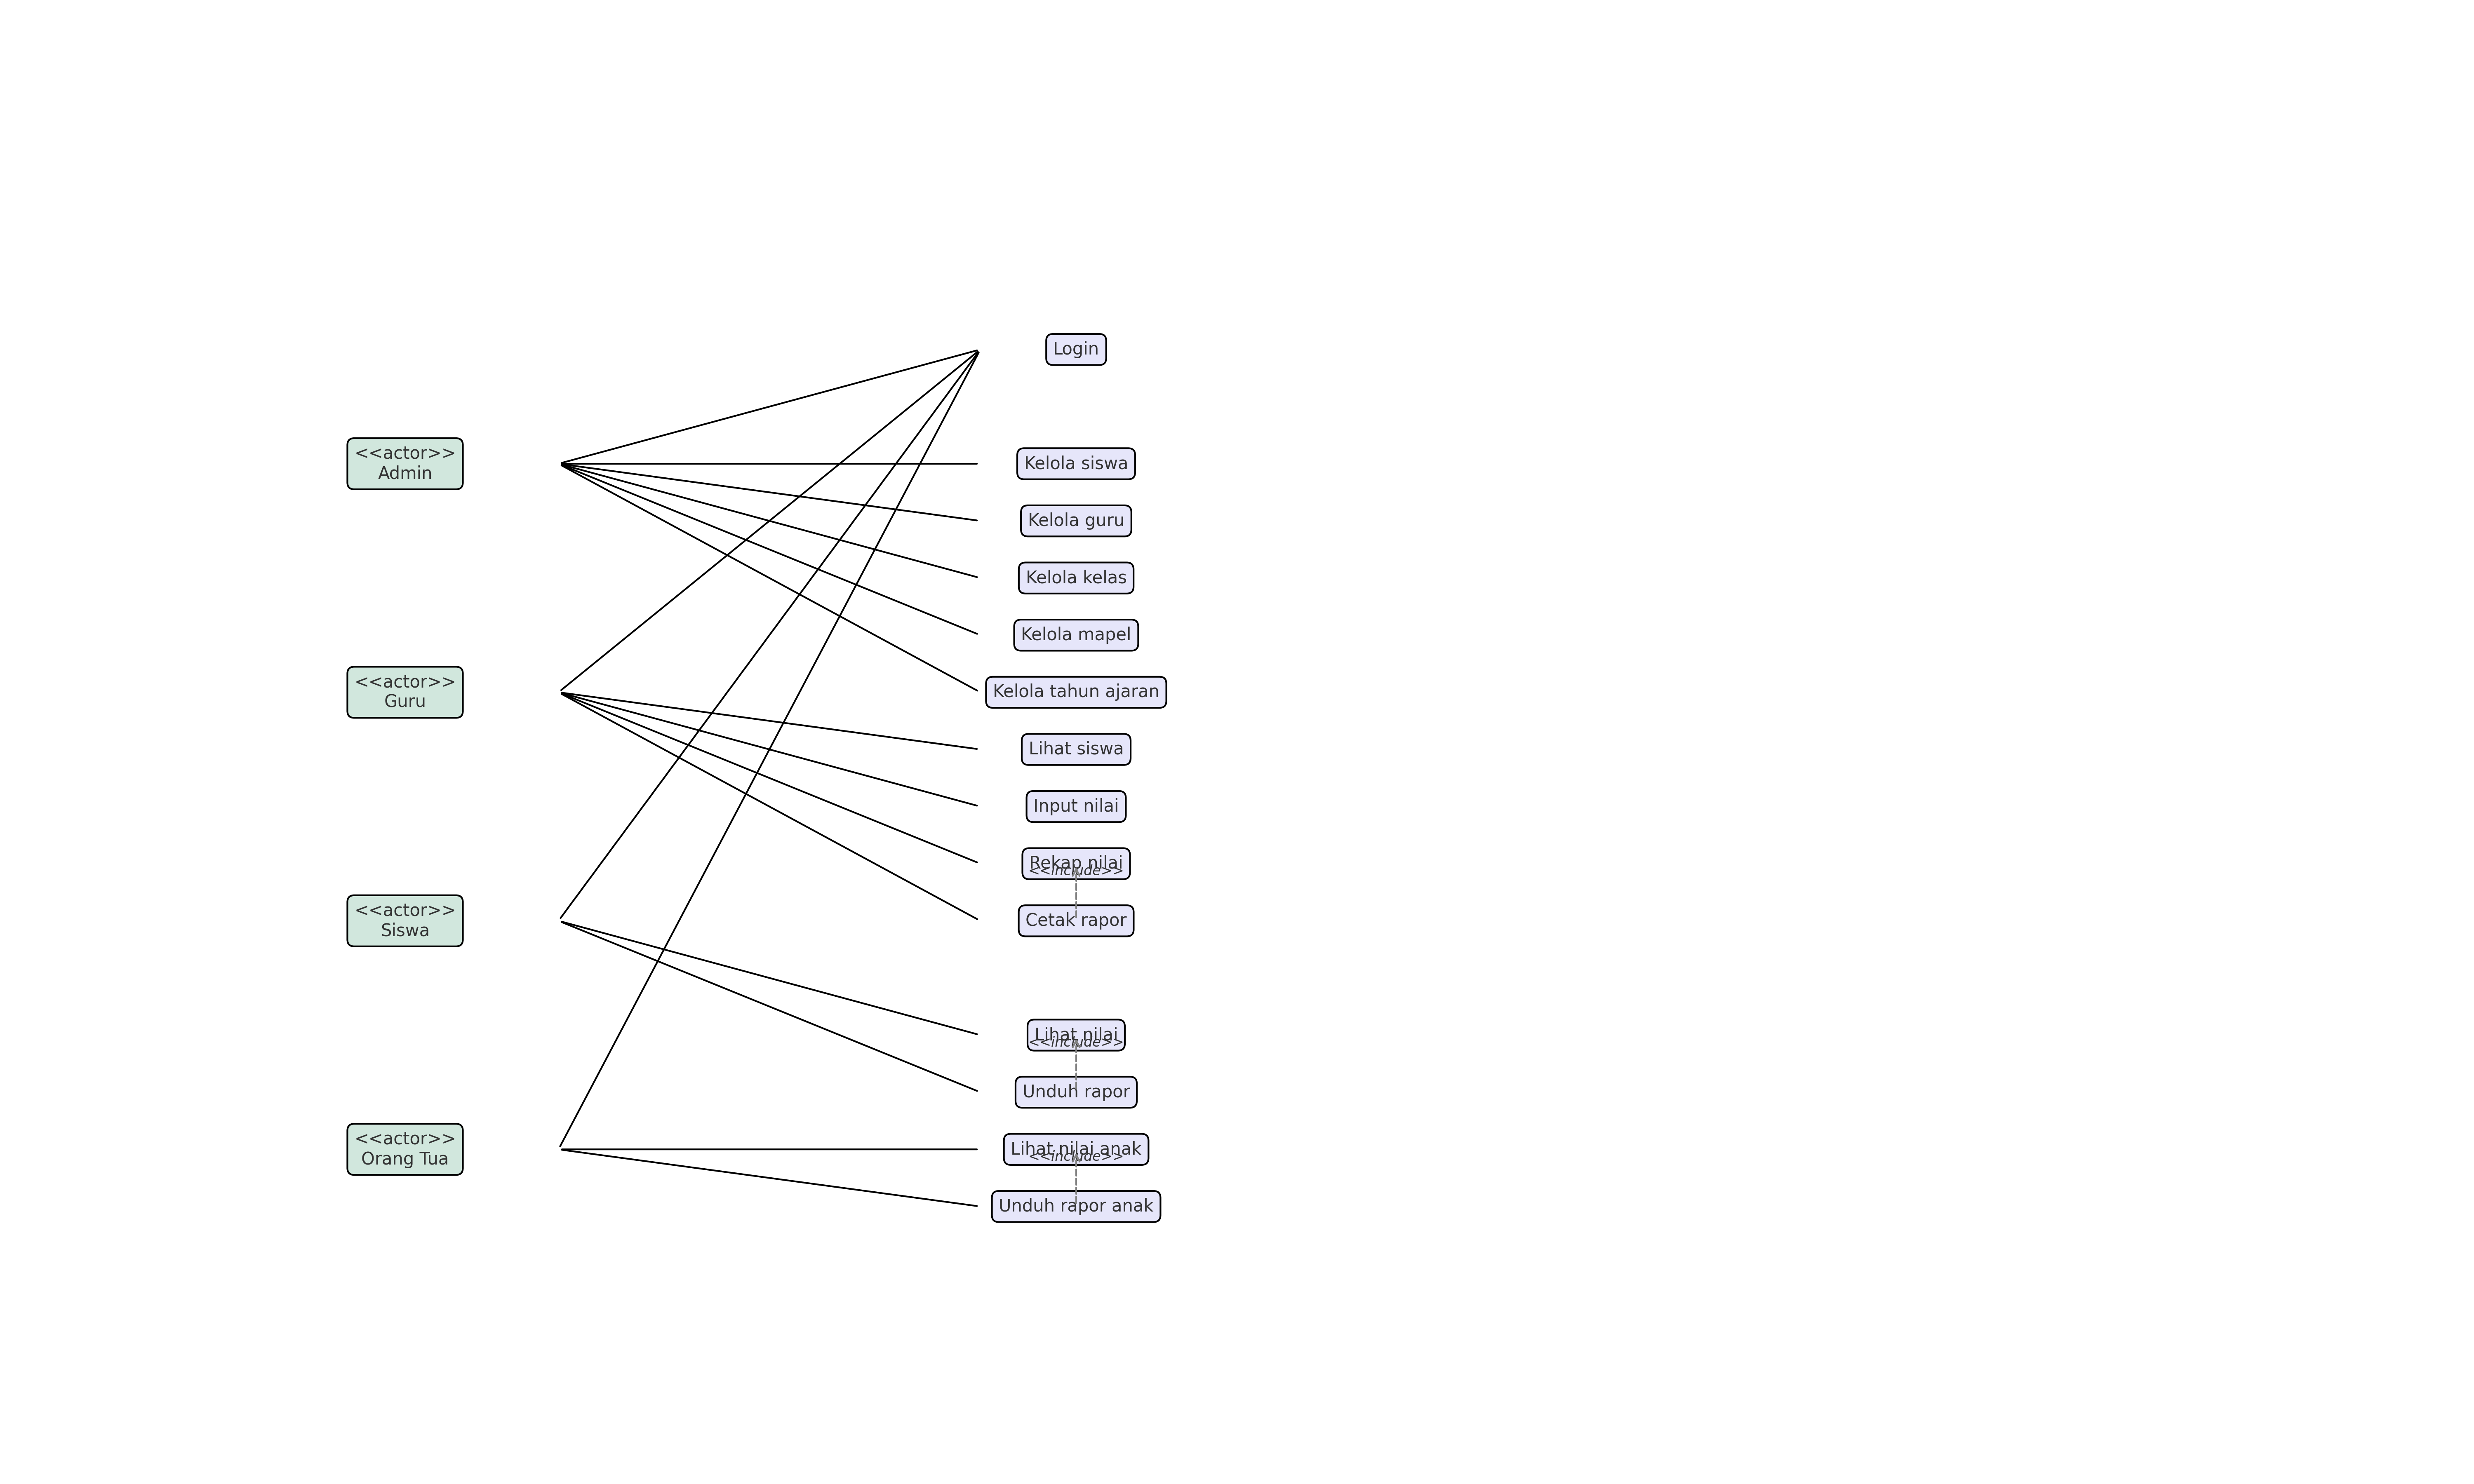 Login
<<actor>>
Admin
Kelola siswa
Kelola guru
Kelola kelas
Kelola mapel
<<actor>>
Guru
Kelola tahun ajaran
Lihat siswa
Input nilai
Rekap nilai
<<include>>
<<actor>>
Siswa
Cetak rapor
Lihat nilai
<<include>>
Unduh rapor
<<actor>>
Orang Tua
Lihat nilai anak
<<include>>
Unduh rapor anak